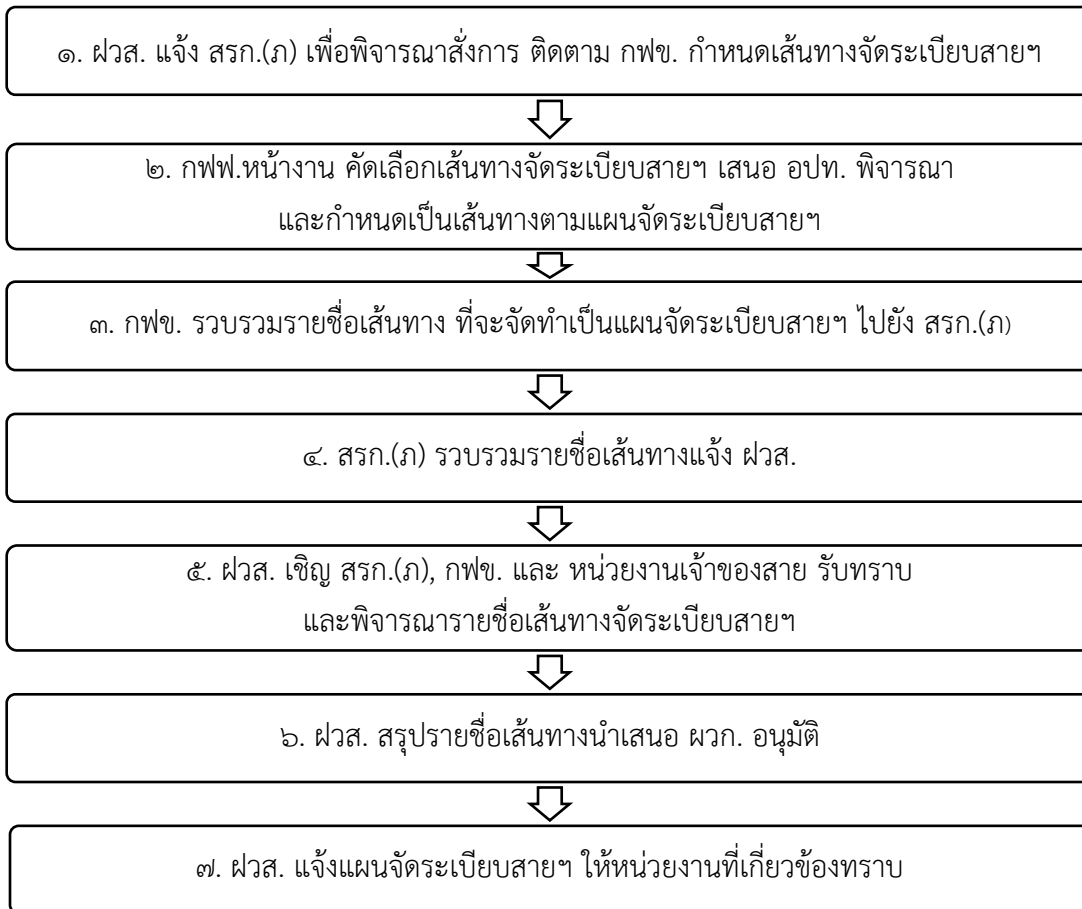 ๑. ฝวส. แจ้ง สรก.(ภ) เพื่อพิจารณาสั่งการ ติดตาม กฟข. กำหนดเส้นทางจัดระเบียบสายฯ
๒. กฟฟ.หน้างาน คัดเลือกเส้นทางจัดระเบียบสายฯ เสนอ อปท. พิจารณา
และกำหนดเป็นเส้นทางตามแผนจัดระเบียบสายฯ
๓. กฟข. รวบรวมรายชื่อเส้นทาง ที่จะจัดทำเป็นแผนจัดระเบียบสายฯ ไปยัง สรก.(ภ)
๔. สรก.(ภ) รวบรวมรายชื่อเส้นทางแจ้ง ฝวส.
๕. ฝวส. เชิญ สรก.(ภ), กฟข. และ หน่วยงานเจ้าของสาย รับทราบ
และพิจารณารายชื่อเส้นทางจัดระเบียบสายฯ
๖. ฝวส. สรุปรายชื่อเส้นทางนำเสนอ ผวก. อนุมัติ
๗. ฝวส. แจ้งแผนจัดระเบียบสายฯ ให้หน่วยงานที่เกี่ยวข้องทราบ